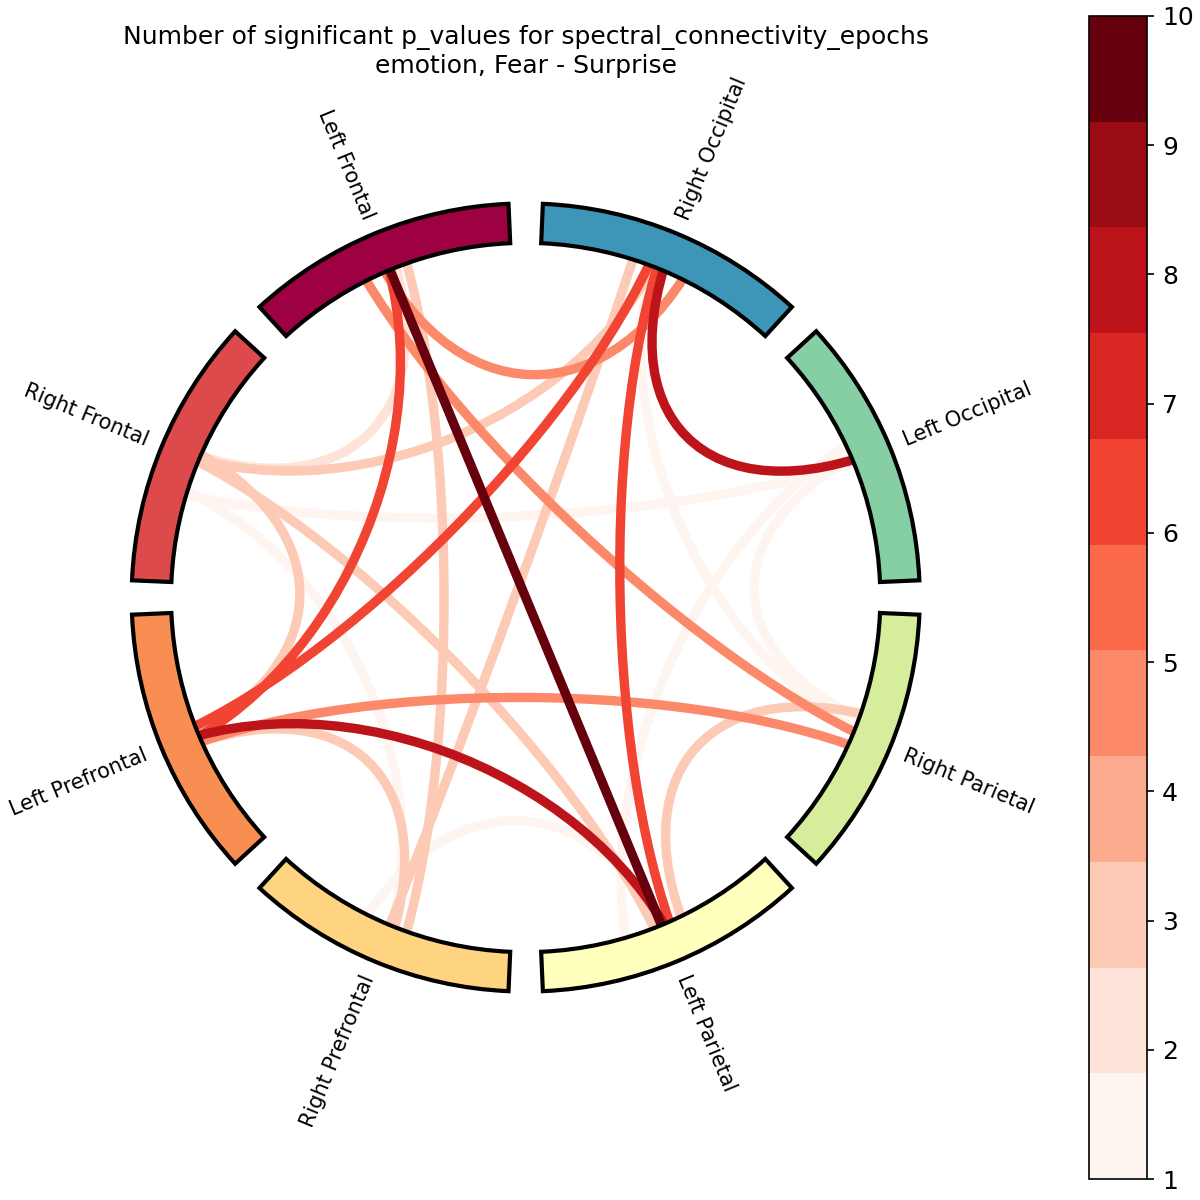 Number of significant p_values for spectral_connectivity_epochs
emotion, Fear - Surprise
Left Frontal
Right Occipital
Right Frontal
Left Occipital
Left Prefrontal
Right Parietal
Right Prefrontal
Left Parietal
10
9
8
7
6
5
4
3
2
1